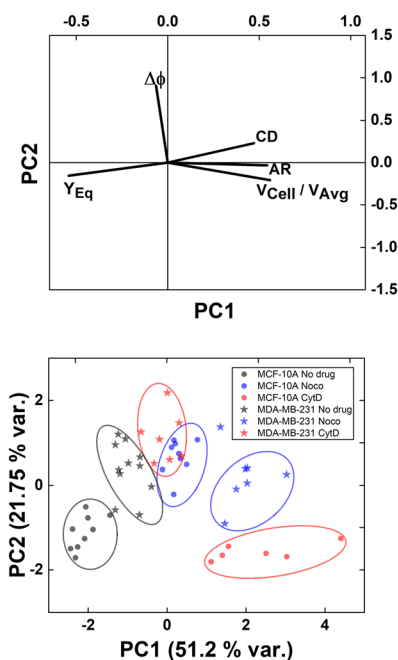 -0.5 0.0 0.5 1.0
1.5
1.0
0.5
0.0
-0.5
-1.0
-1.5
PC2
Δϕ
CD
AR
Y_Eq
V_Cell / V_Avg
PC1
MCF-10A No drug
MCF-10A Noco
MCF-10A CytD
MDA-MB-231 No drug
MDA-MB-231 Noco
MDA-MB-231 CytD
2
0
-2
PC2 (21.75 % var.)
-2 0 2 4
PC1 (51.2 % var.)